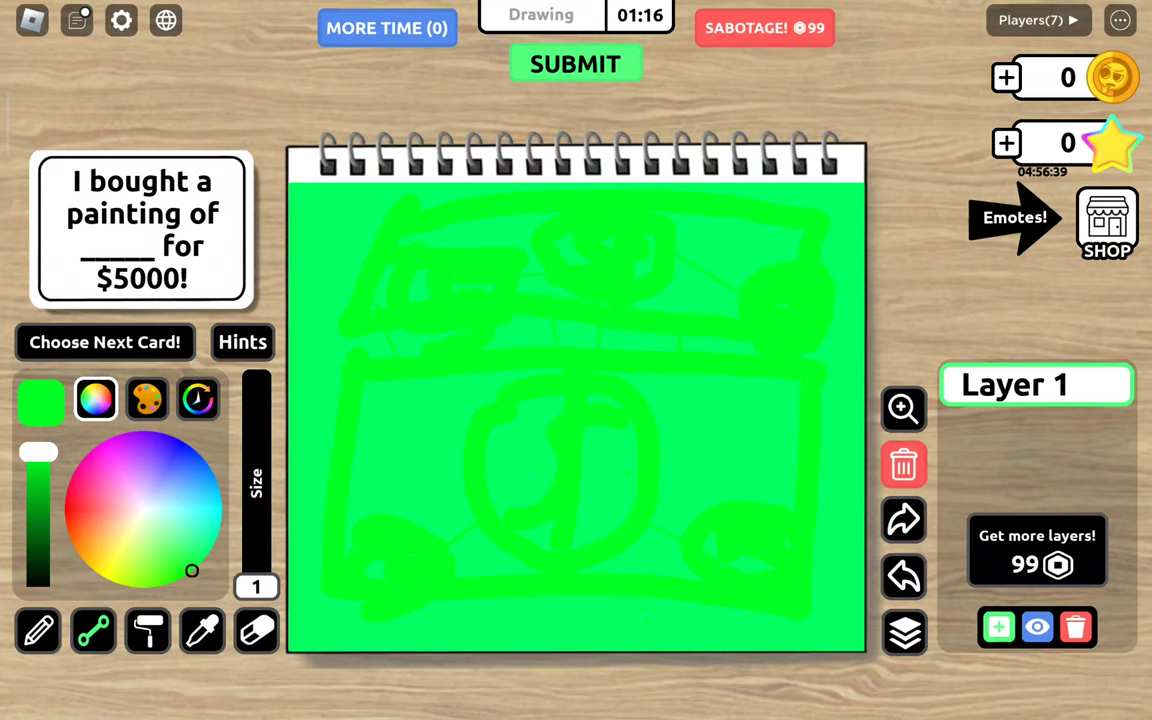 MORE TIME (0)
Drawing
01:16
SABOTAGE! 99
Players(7)
SUBMIT
0
0
04:56:39
Emotes!
SHOP
I bought a
painting of
_____ for
$5000!
Choose Next Card!
Hints
Size
1
Layer 1
Get more layers!
99